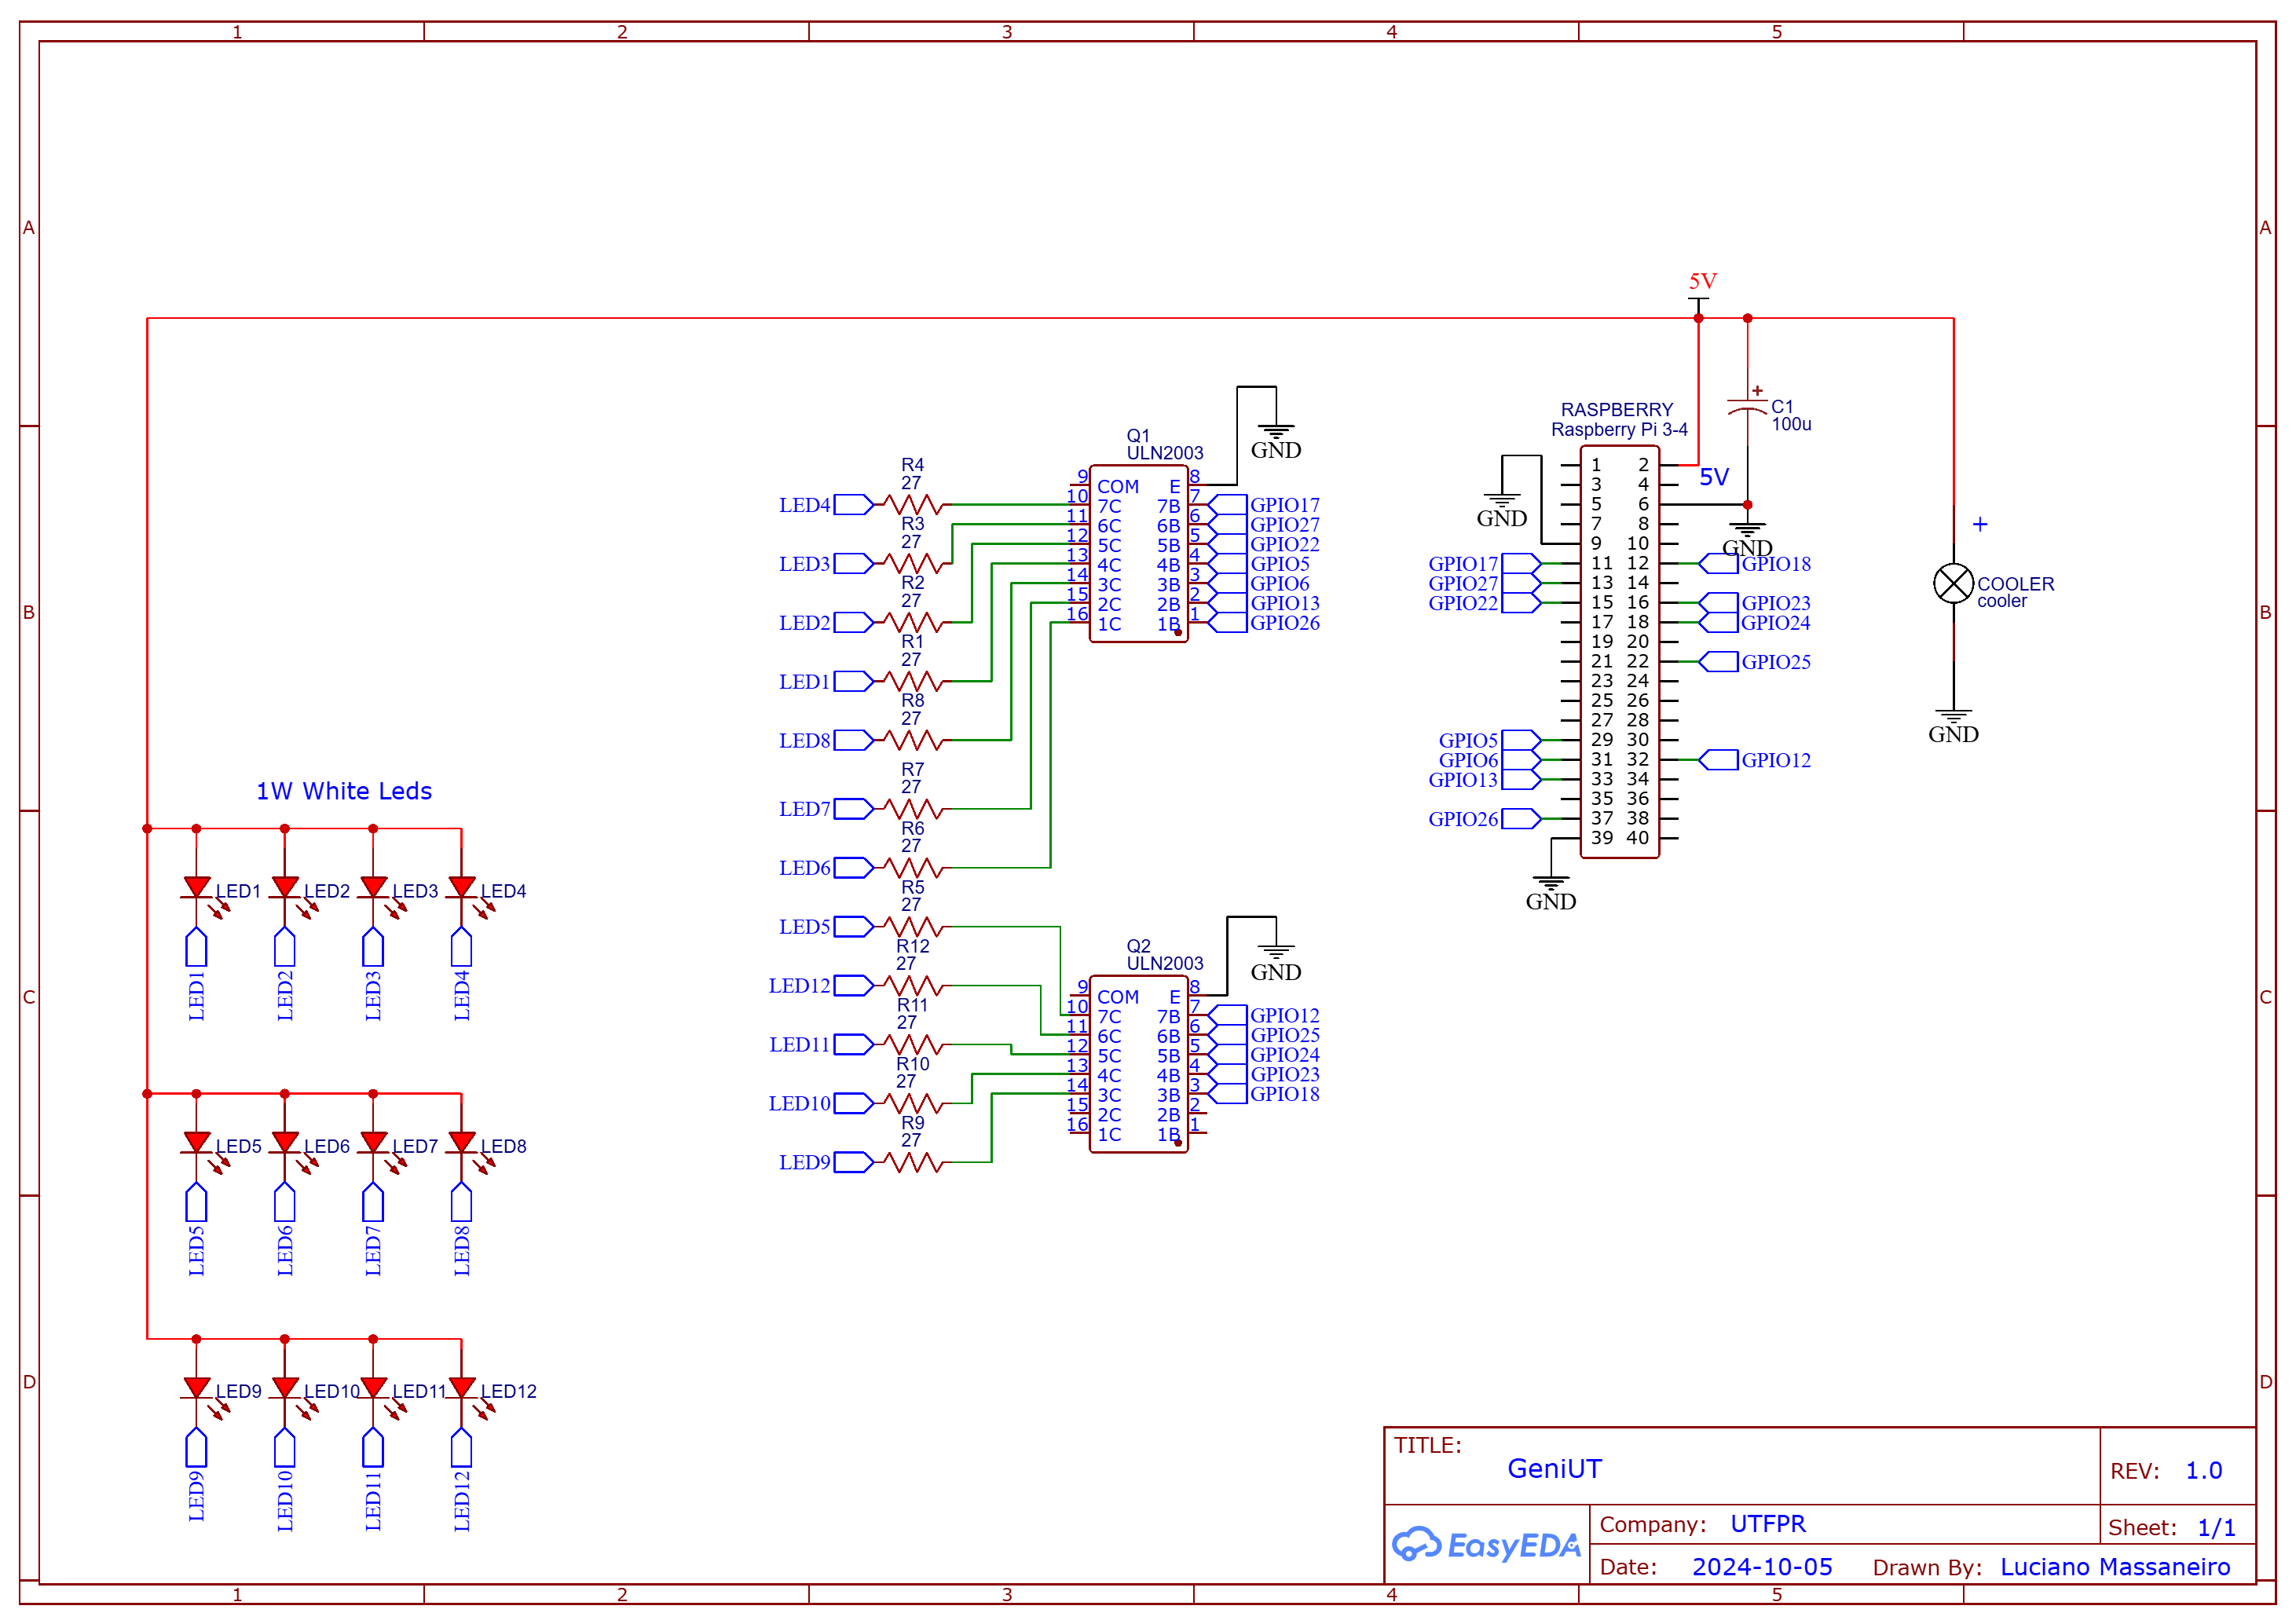 1 2 3 4 5
A A
B B
C C
D D
5V
RASPBERRY
Raspberry Pi 3-4
C1
100u
5V
GND
GND
1 2
3 4
5 6
7 8
9 10
GPIO17 11 12 GPIO18
GPIO27 13 14
GPIO22 15 16 GPIO23
17 18 GPIO24
19 20
21 22 GPIO25
23 24
25 26
27 28
GPIO5 29 30
GPIO6 31 32 GPIO12
GPIO13 33 34
35 36
GPIO26 37 38
39 40
GND
+
COOLER
cooler
GND
Q1
ULN2003
GND
9 COM E 8
10 7C 7B 7 GPIO17
11 6C 6B 6 GPIO27
12 5C 5B 5 GPIO22
13 4C 4B 4 GPIO5
14 3C 3B 3 GPIO6
15 2C 2B 2 GPIO13
16 1C 1B 1 GPIO26
R4
27
LED4
R3
27
LED3
R2
27
LED2
R1
27
LED1
R8
27
LED8
R7
27
LED7
R6
27
LED6
R5
27
LED5
R12
27
LED12
R11
27
LED11
R10
27
LED10
R9
27
LED9
Q2
ULN2003
GND
9 COM E 8
10 7C 7B 7 GPIO12
11 6C 6B 6 GPIO25
12 5C 5B 5 GPIO24
13 4C 4B 4 GPIO23
14 3C 3B 3 GPIO18
15 2C 2B 2
16 1C 1B 1
1W White Leds
LED1 LED2 LED3 LED4
LED1 LED2 LED3 LED4
LED5 LED6 LED7 LED8
LED5 LED6 LED7 LED8
LED9 LED10 LED11 LED12
LED9 LED10 LED11 LED12
TITLE:
GeniUT
REV: 1.0
EasyEDA
Company: UTFPR
Sheet: 1/1
Date: 2024-10-05 Drawn By: Luciano Massaneiro
1 2 3 4 5